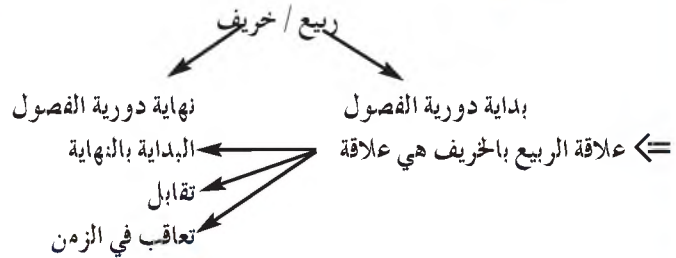 ربيع / خريف
بداية دورية الفصول
نهاية دورية الفصول
<= علاقة الربيع بالخريف هي علاقة
البداية بالنهاية
تقابل
تعاقب في الزمن